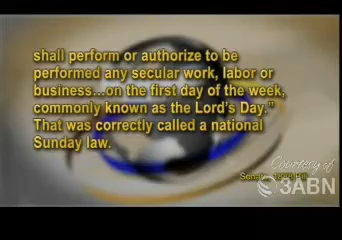 shall perform or authorize to be
performed any secular work, labor or
business...on the first day of the week,
commonly known as the Lord's Day."
That was correctly called a national
Sunday law.
Courtesy of
Senate
3ABN